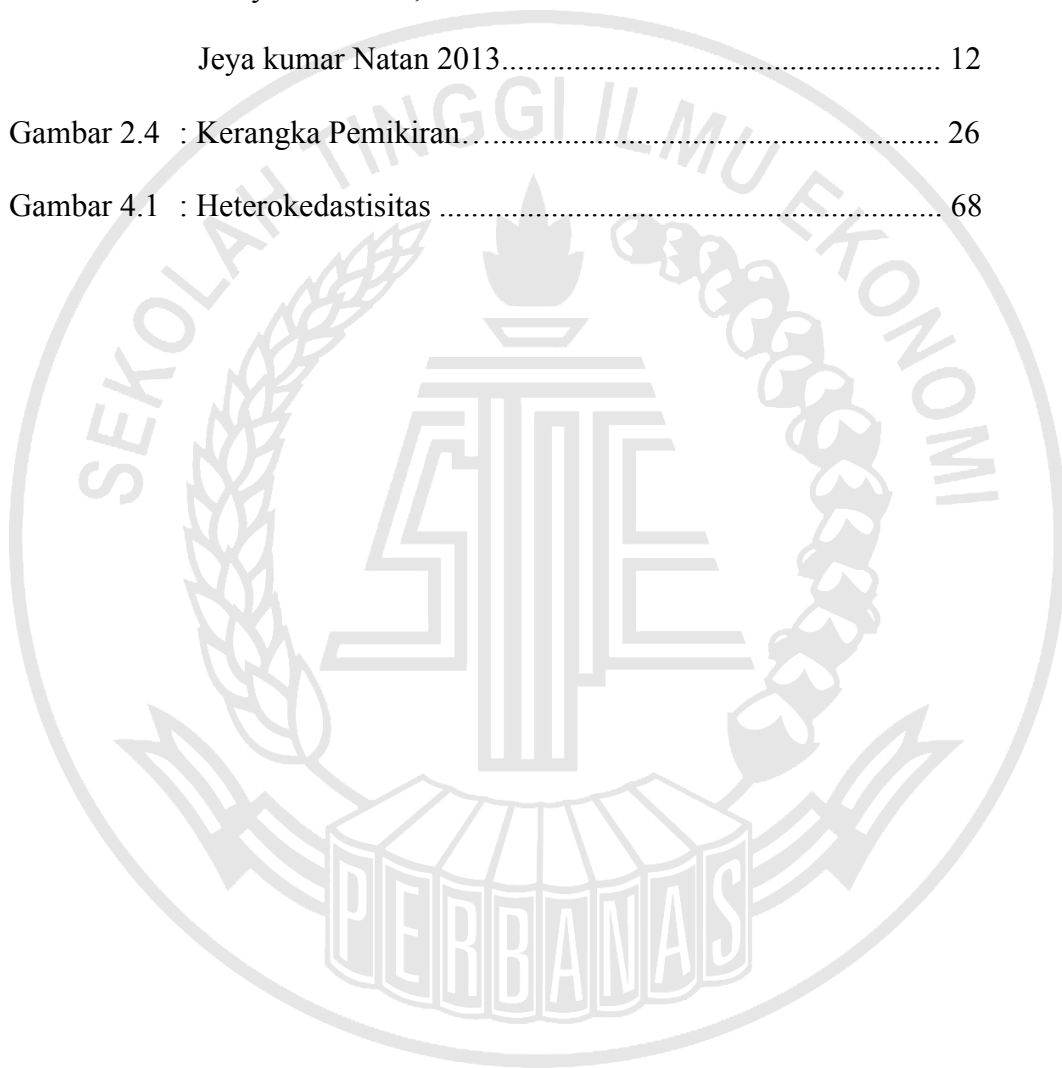 Jeya kumar Natan 2013....................................................... 12
Gambar 2.4 : Kerangka Pemikiran........................................................... 26
Gambar 4.1 : Heterokedastisitas ............................................................... 68
SEKOLAH TINGGI ILMU EKONOMI
STIE
PERBANAS